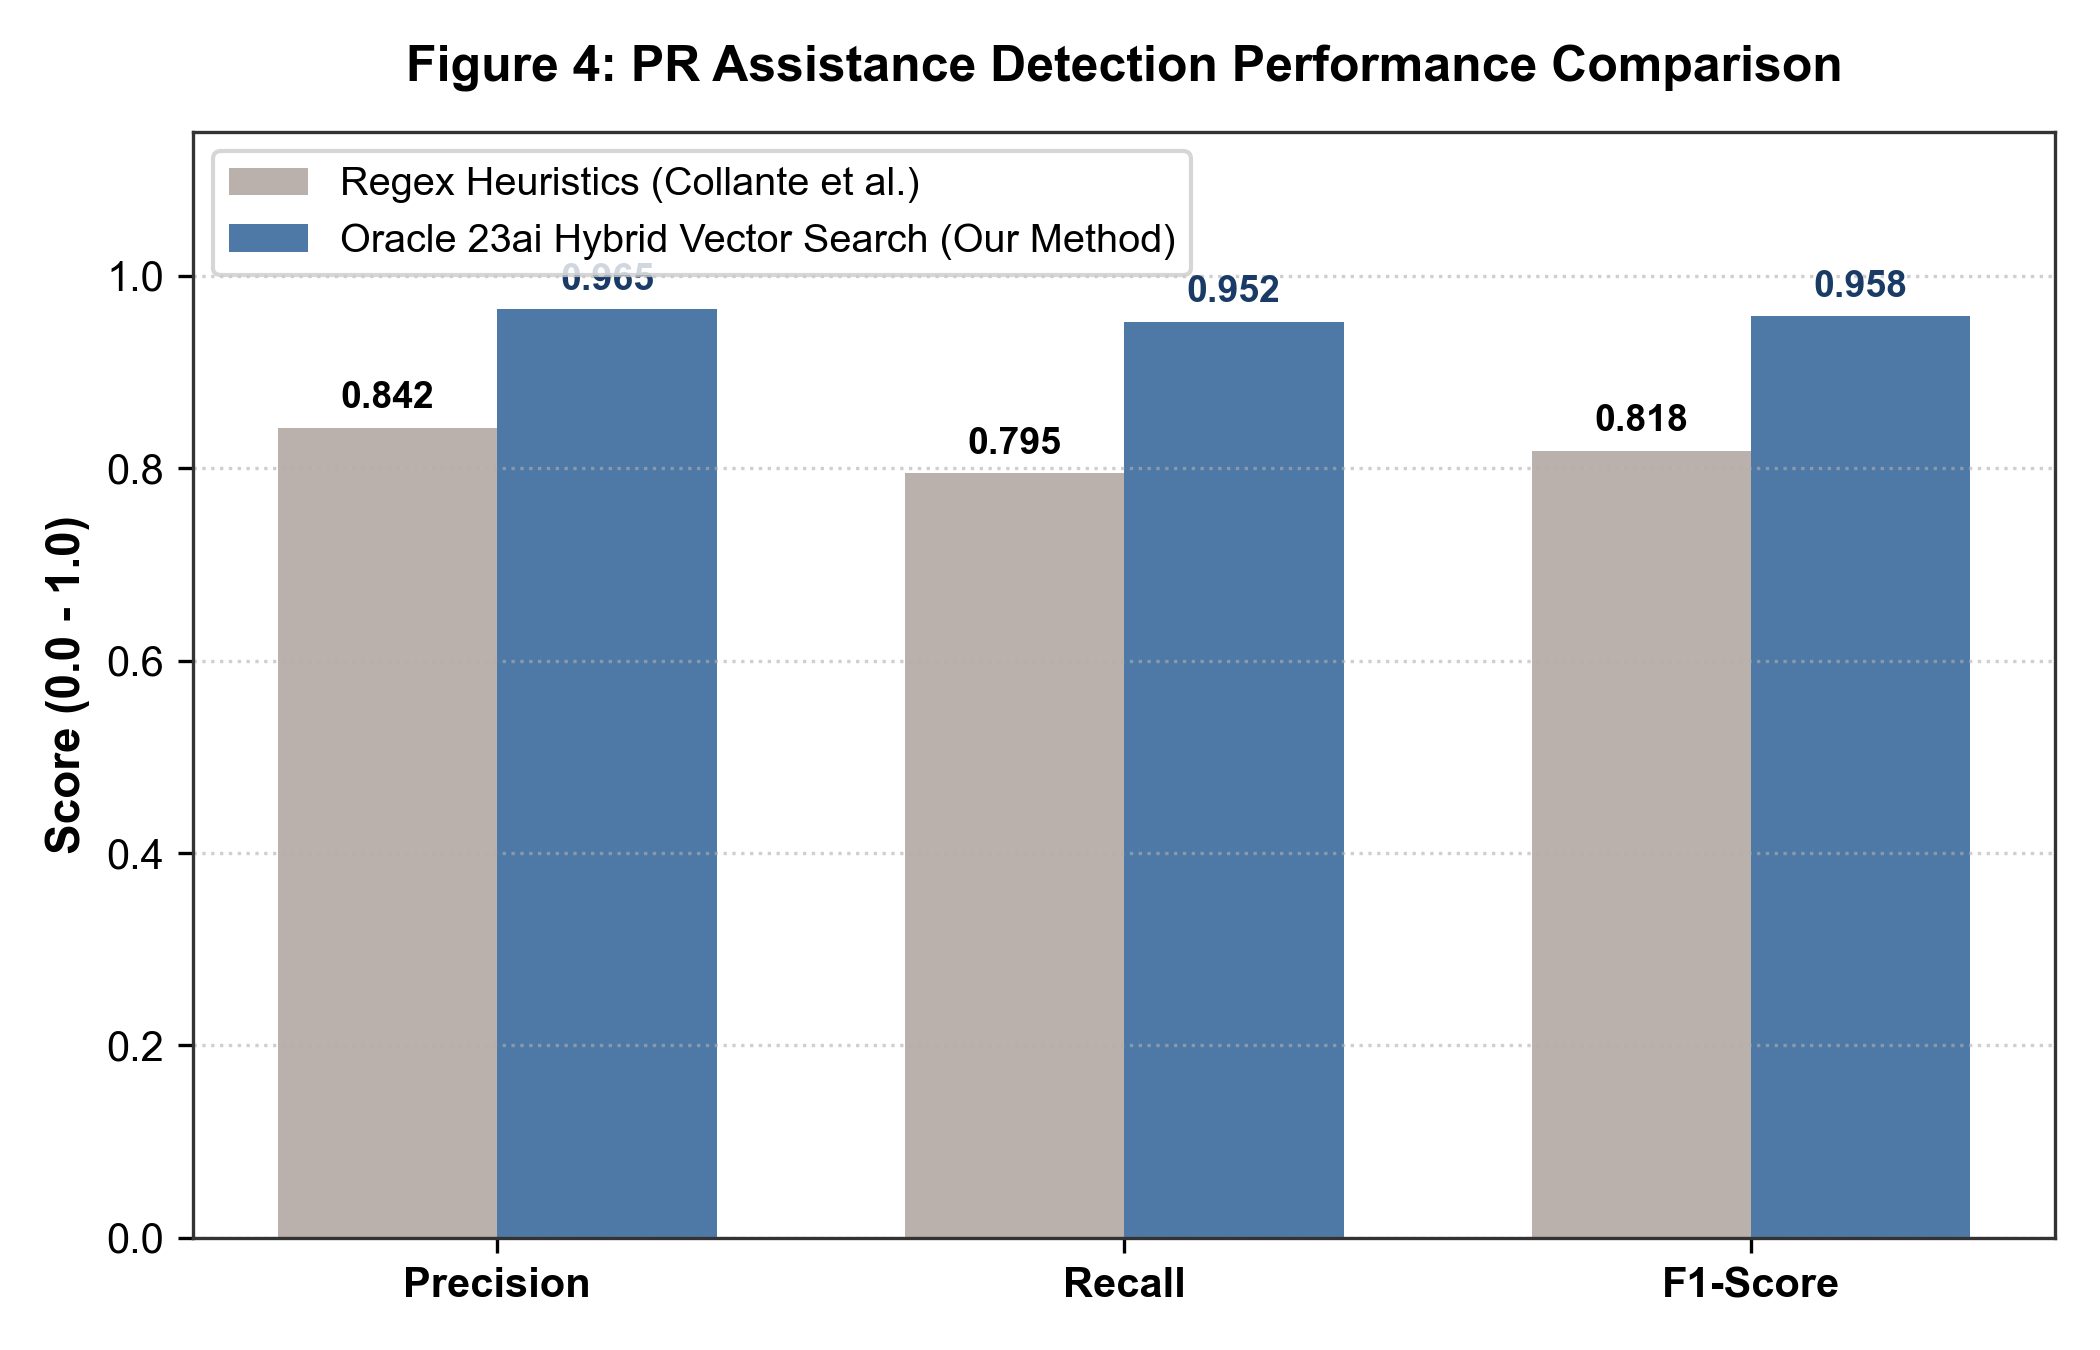 Figure 4: PR Assistance Detection Performance Comparison
Regex Heuristics (Collante et al.)
Oracle 23ai Hybrid Vector Search (Our Method)
Score (0.0 - 1.0)
1.0
0.8
0.6
0.4
0.2
0.0
0.842
0.965
0.795
0.952
0.818
0.958
Precision
Recall
F1-Score